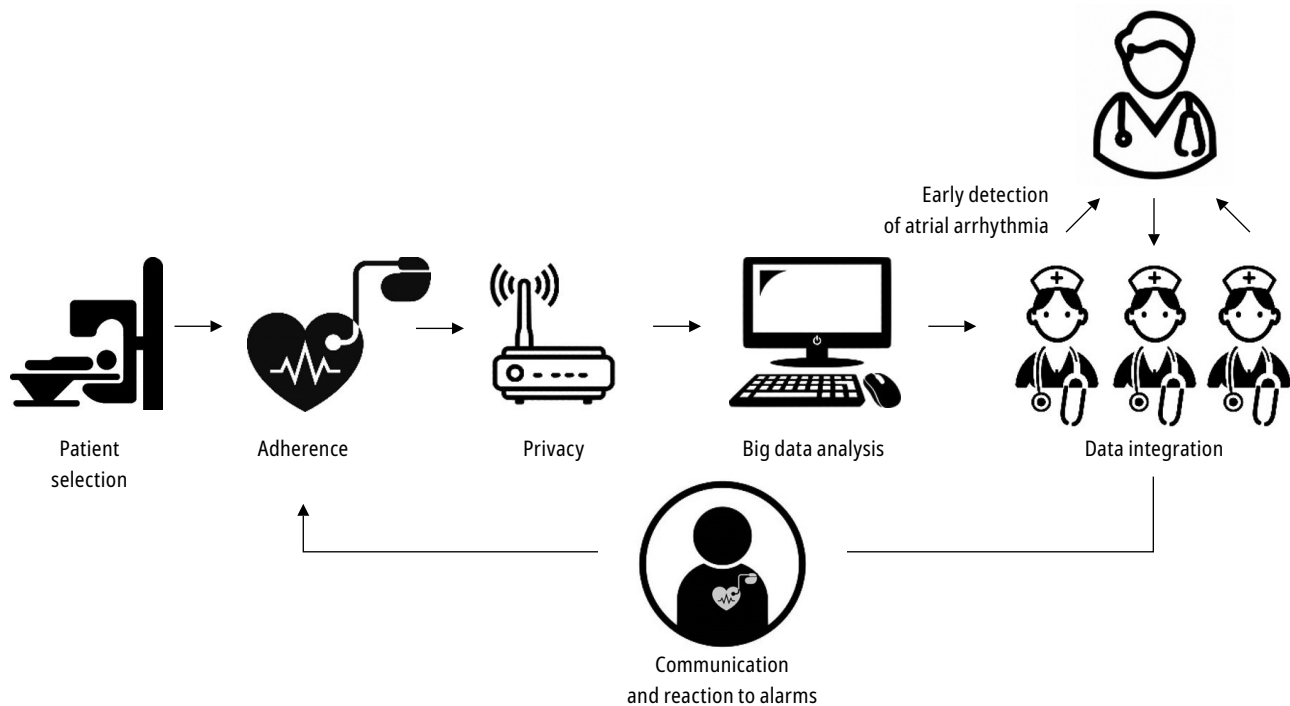 Early detection
of atrial arrhythmia
Patient
selection
Adherence
Privacy
Big data analysis
Data integration
Communication
and reaction to alarms